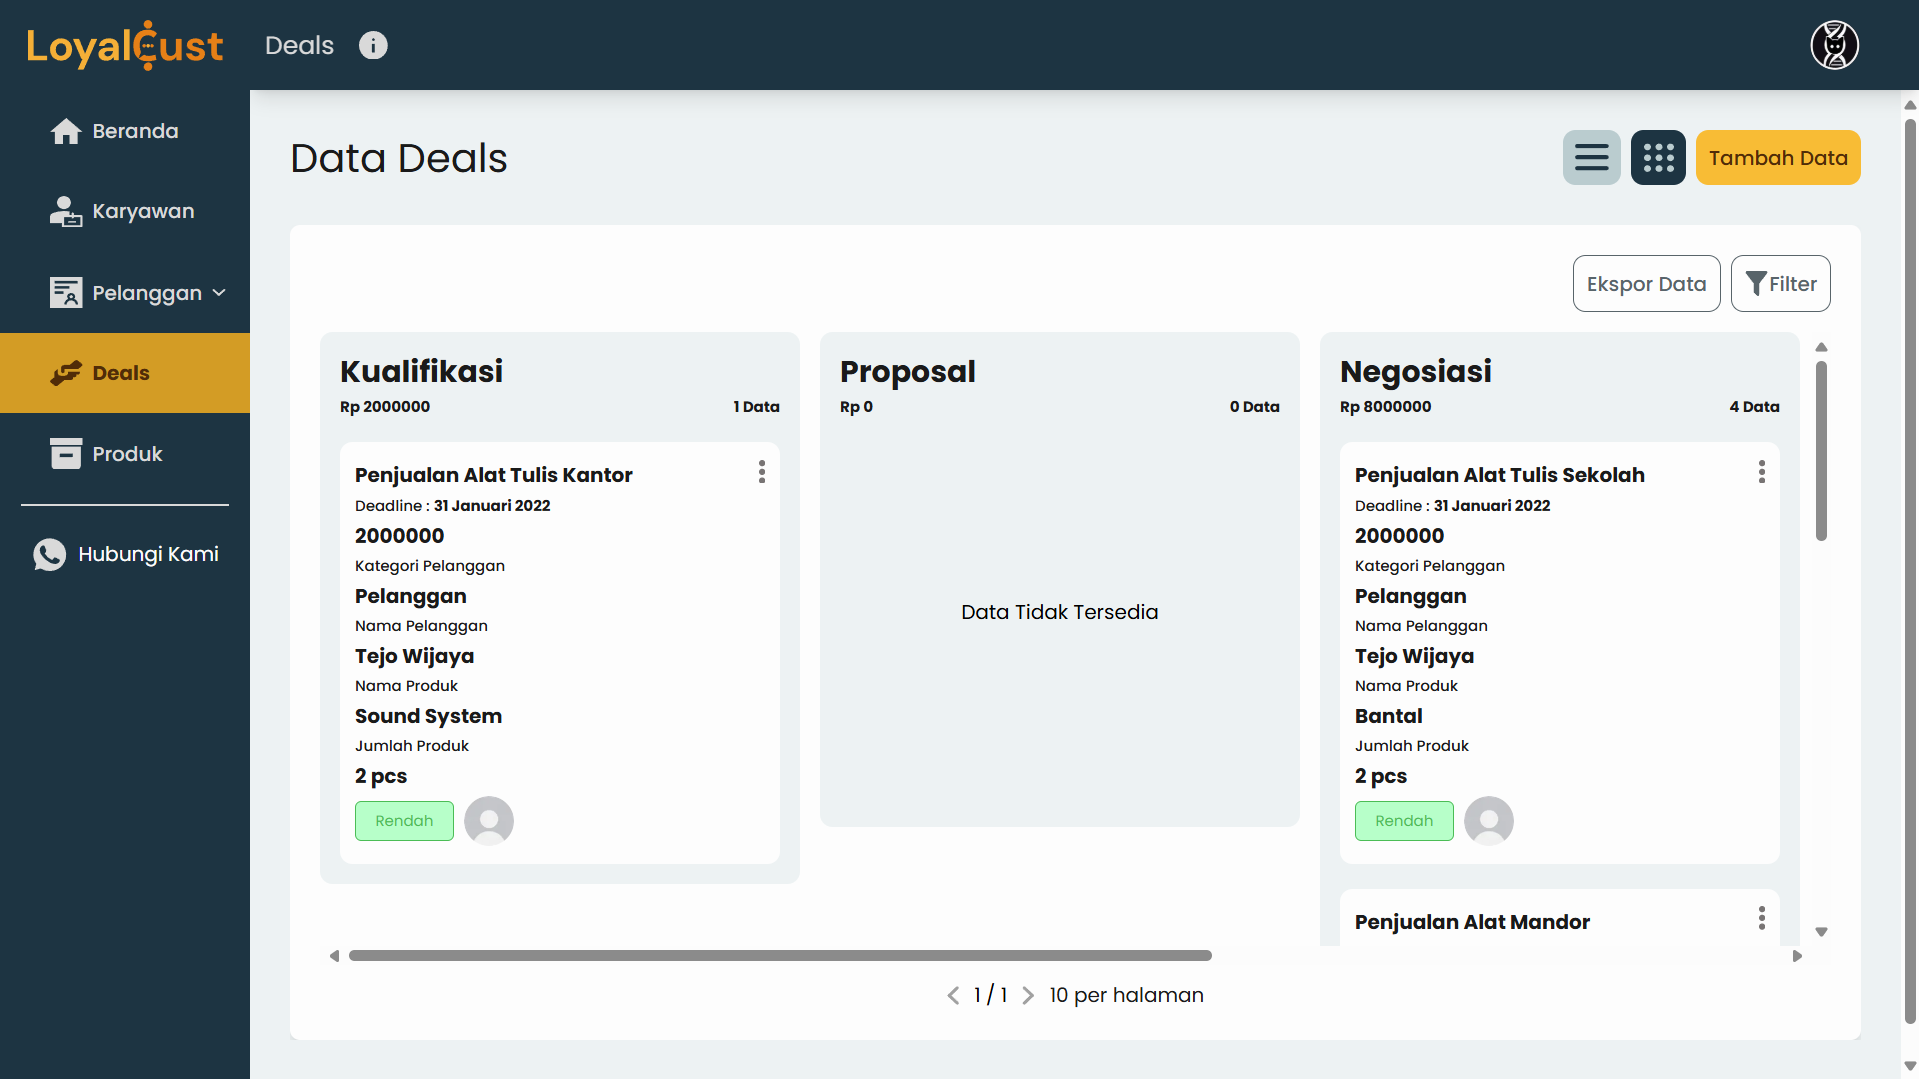 LoyalCust
Deals
Beranda
Karyawan
Pelanggan
Deals
Produk
Hubungi Kami
Data Deals
Tambah Data
Ekspor Data
Filter
Kualifikasi
Rp 2000000
1 Data
Penjualan Alat Tulis Kantor
Deadline : 31 Januari 2022
2000000
Kategori Pelanggan
Pelanggan
Nama Pelanggan
Tejo Wijaya
Nama Produk
Sound System
Jumlah Produk
2 pcs
Rendah
Proposal
Rp 0
0 Data
Data Tidak Tersedia
Negosiasi
Rp 8000000
4 Data
Penjualan Alat Tulis Sekolah
Deadline : 31 Januari 2022
2000000
Kategori Pelanggan
Pelanggan
Nama Pelanggan
Tejo Wijaya
Nama Produk
Bantal
Jumlah Produk
2 pcs
Rendah
Penjualan Alat Mandor
1 / 1
10 per halaman